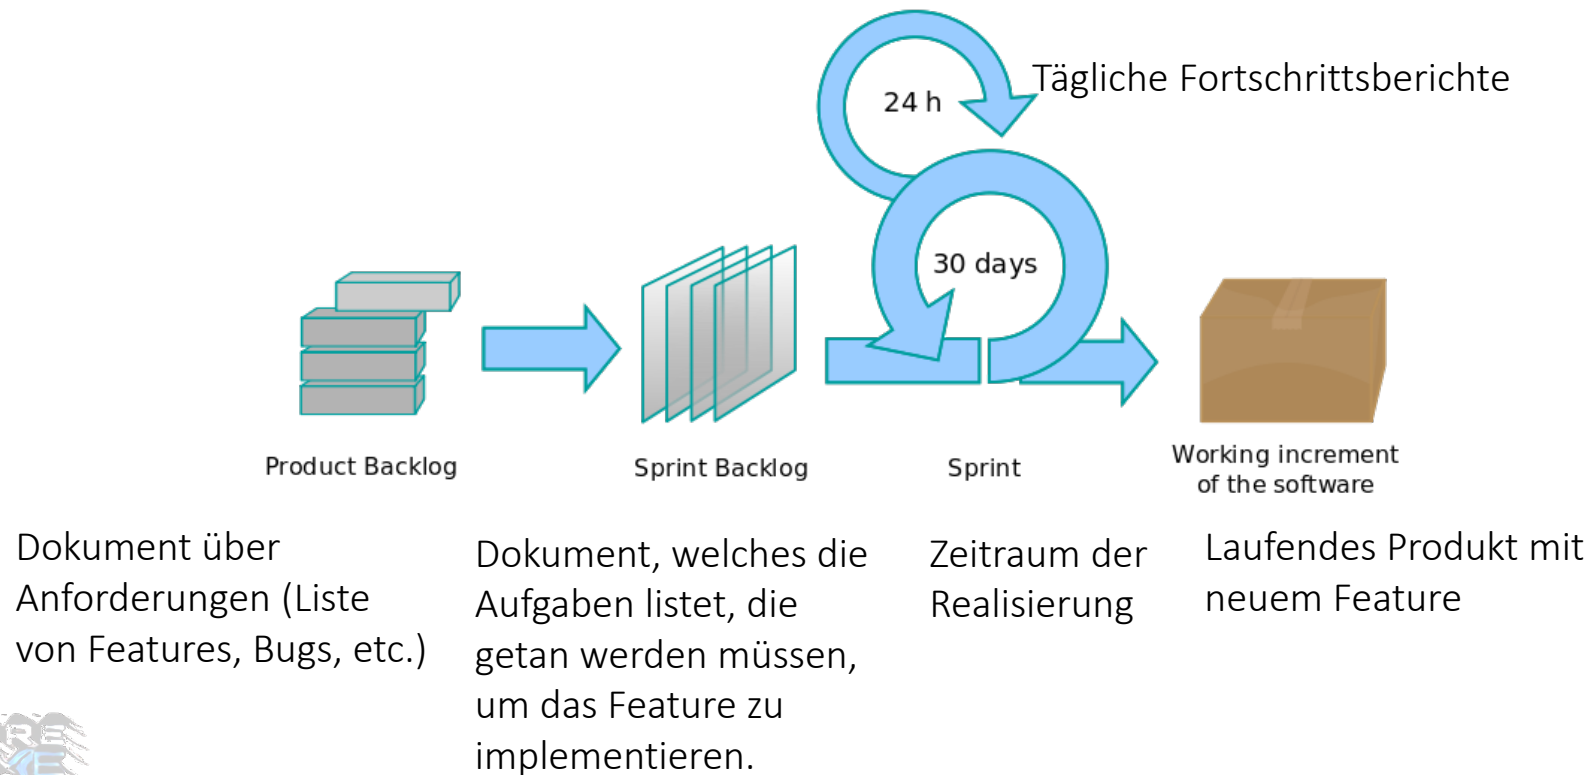 24 h
Tägliche Fortschrittsberichte
30 days
Product Backlog
Sprint Backlog
Sprint
Working increment
of the software
Dokument über
Anforderungen (Liste
von Features, Bugs, etc.)
Dokument, welches die
Aufgaben listet, die
getan werden müssen,
um das Feature zu
implementieren.
Zeitraum der
Realisierung
Laufendes Produkt mit
neuem Feature